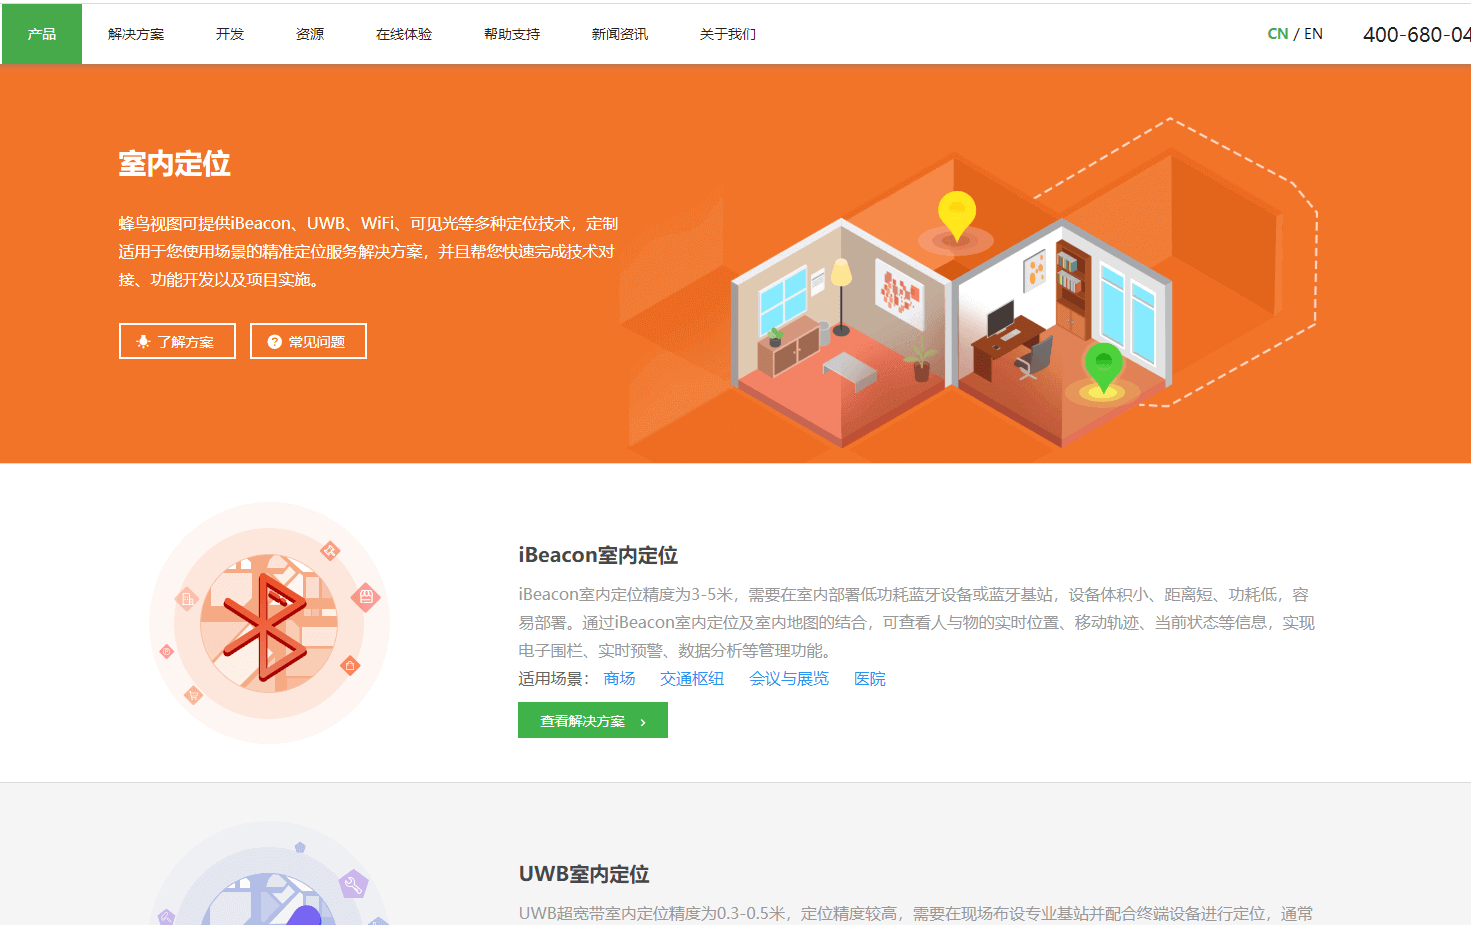 产品 解决方案 开发 资源 在线体验 帮助支持 新闻资讯 关于我们 CN / EN 400-680-04
室内定位
蜂鸟视图可提供iBeacon、UWB、WiFi、可见光等多种定位技术，定制
适用于您使用场景的精准定位服务解决方案，并且帮您快速完成技术对
接、功能开发以及项目实施。
了解方案 常见问题
iBeacon室内定位
iBeacon室内定位精度为3-5米，需要在室内部署低功耗蓝牙设备或蓝牙基站，设备体积小、距离短、功耗低，容
易部署。通过iBeacon室内定位及室内地图的结合，可查看人与物的实时位置、移动轨迹、当前状态等信息，实现
电子围栏、实时预警、数据分析等管理功能。
适用场景： 商场 交通枢纽 会议与展览 医院
查看解决方案 ›
UWB室内定位
UWB超宽带室内定位精度为0.3-0.5米，定位精度较高，需要在现场布设专业基站并配合终端设备进行定位，通常